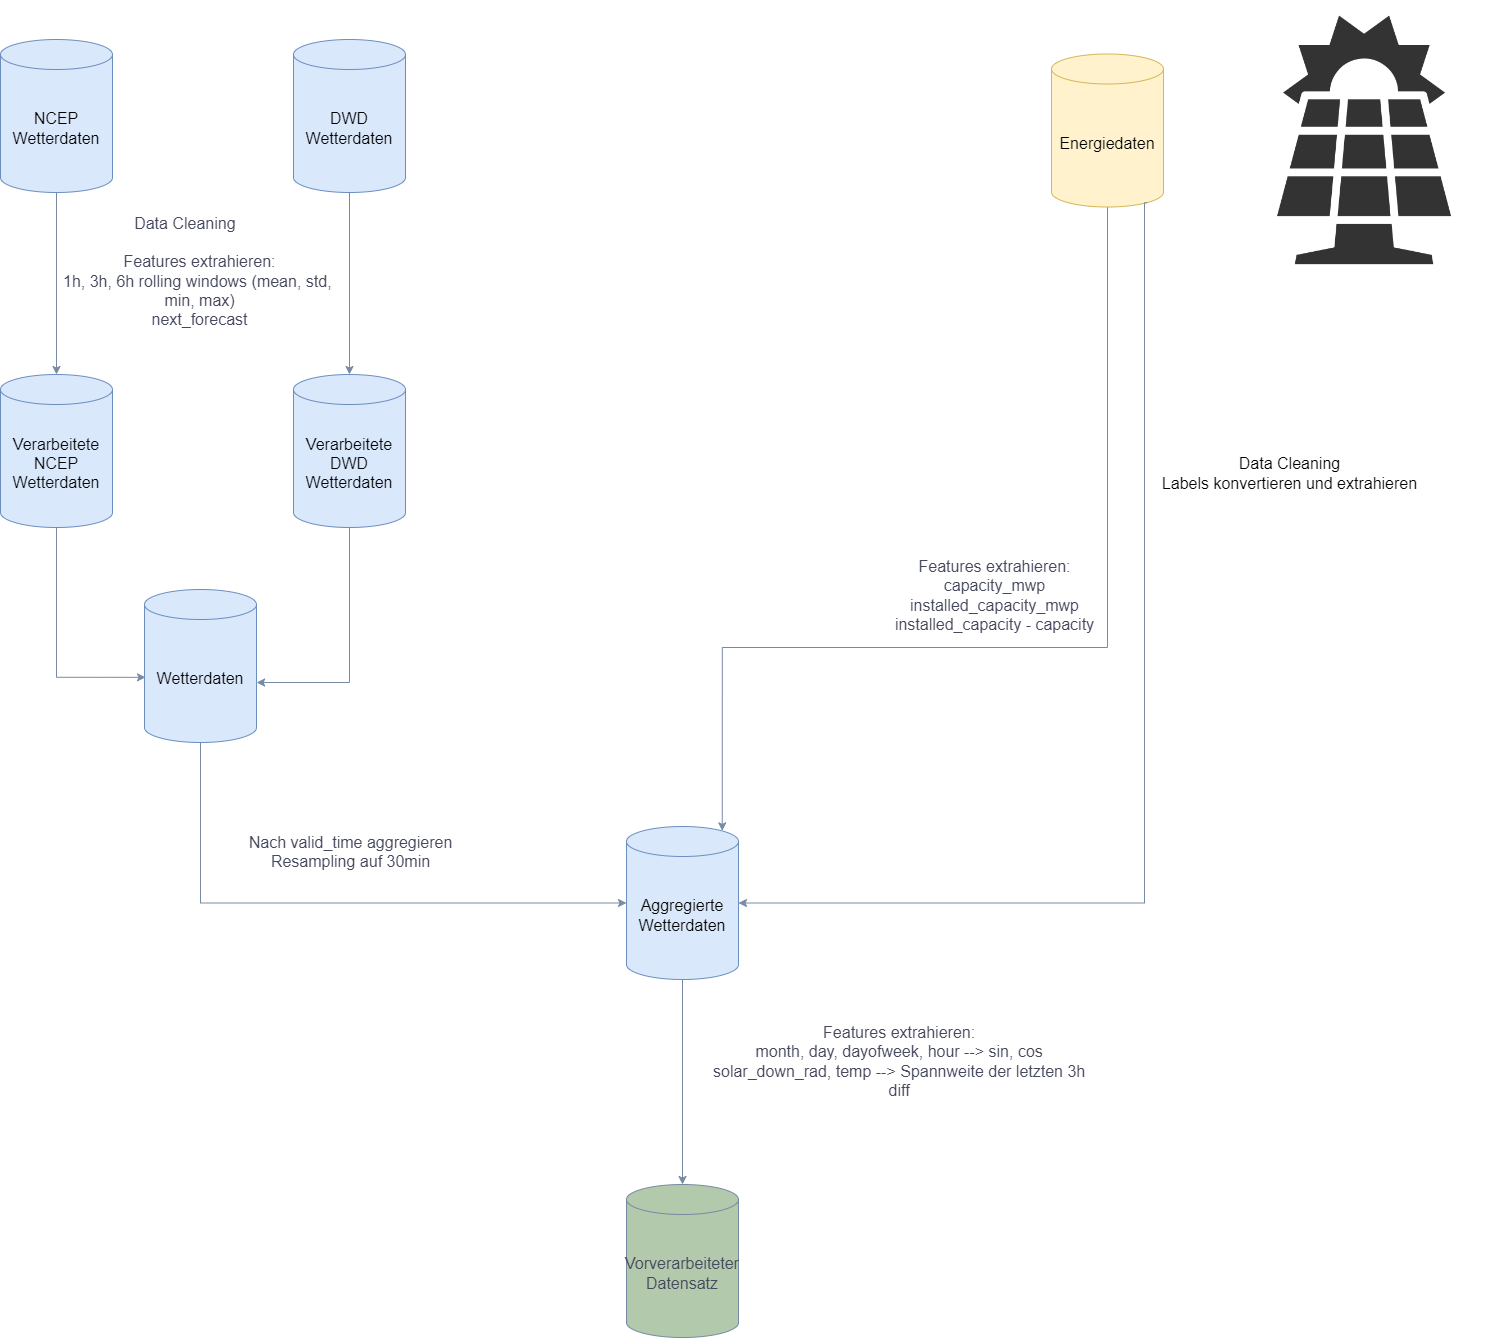 NCEP
Wetterdaten
DWD
Wetterdaten
Energiedaten
Data Cleaning
Features extrahieren:
1h, 3h, 6h rolling windows (mean, std,
min, max)
next_forecast
Verarbeitete
NCEP
Wetterdaten
Verarbeitete
DWD
Wetterdaten
Data Cleaning
Labels konvertieren und extrahieren
Features extrahieren:
capacity_mwp
installed_capacity_mwp
installed_capacity - capacity
Wetterdaten
Nach valid_time aggregieren
Resampling auf 30min
Aggregierte
Wetterdaten
Features extrahieren:
month, day, dayofweek, hour --> sin, cos
solar_down_rad, temp --> Spannweite der letzten 3h
diff
Vorverarbeiteter
Datensatz